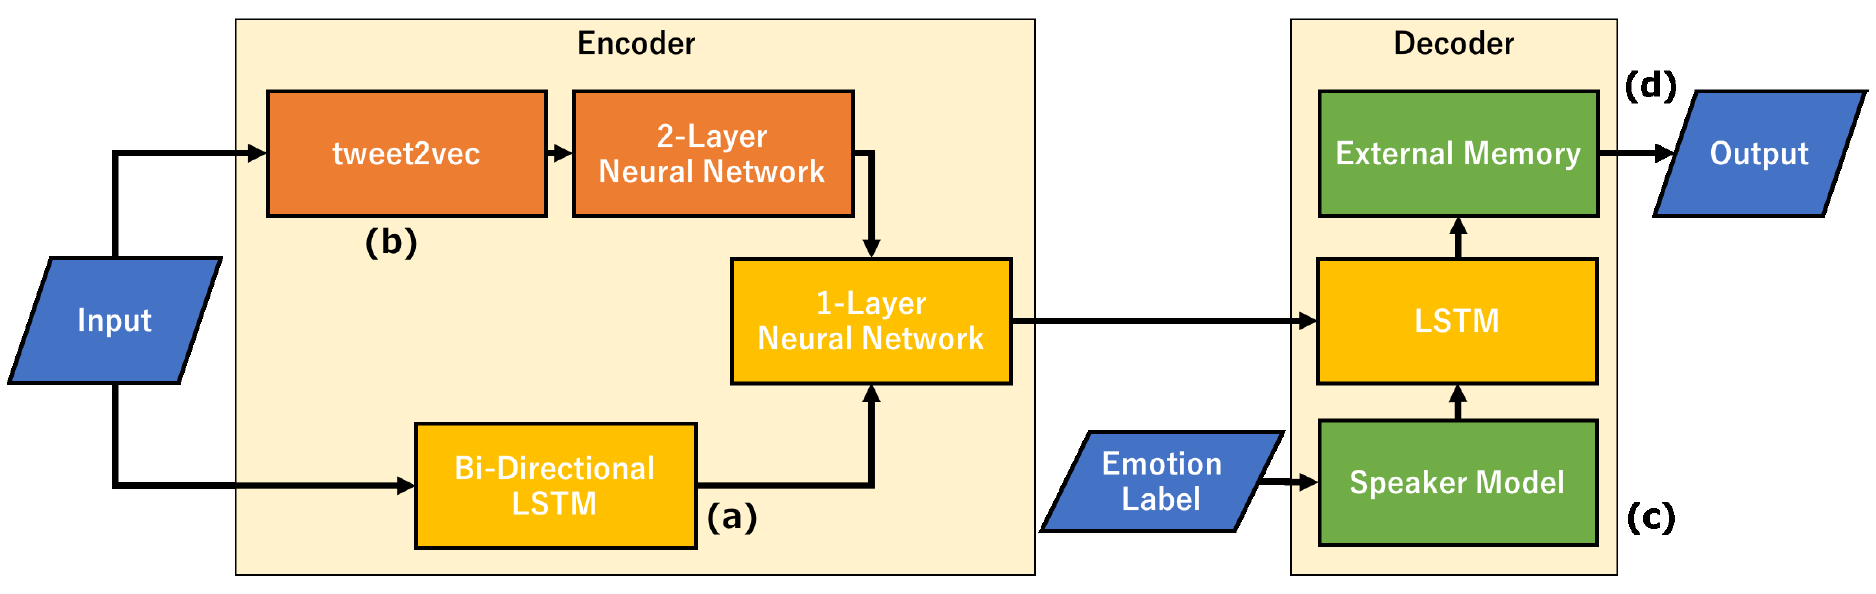 Encoder
Decoder
tweet2vec
(b)
2-Layer
Neural Network
Input
1-Layer
Neural Network
Bi-Directional
LSTM
(a)
Emotion
Label
External Memory
(d)
Output
LSTM
Speaker Model
(c)